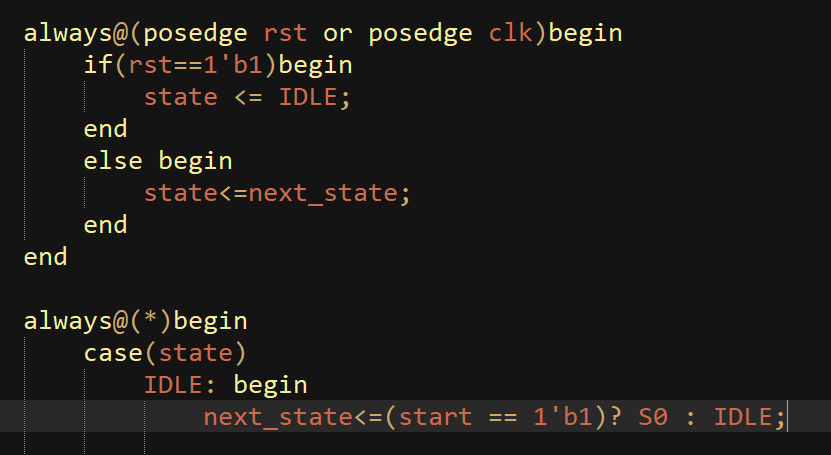 always@(posedge rst or posedge clk)begin
if(rst==1'b1)begin
state <= IDLE;
end
else begin
state<=next_state;
end
end
always@(*)begin
case(state)
IDLE: begin
next_state<=(start == 1'b1)? S0 : IDLE;